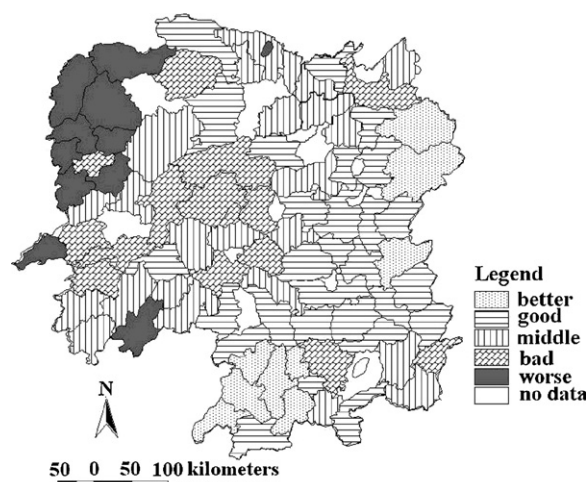 Legend
better
good
middle
bad
worse
no data
N
50 0 50 100 kilometers